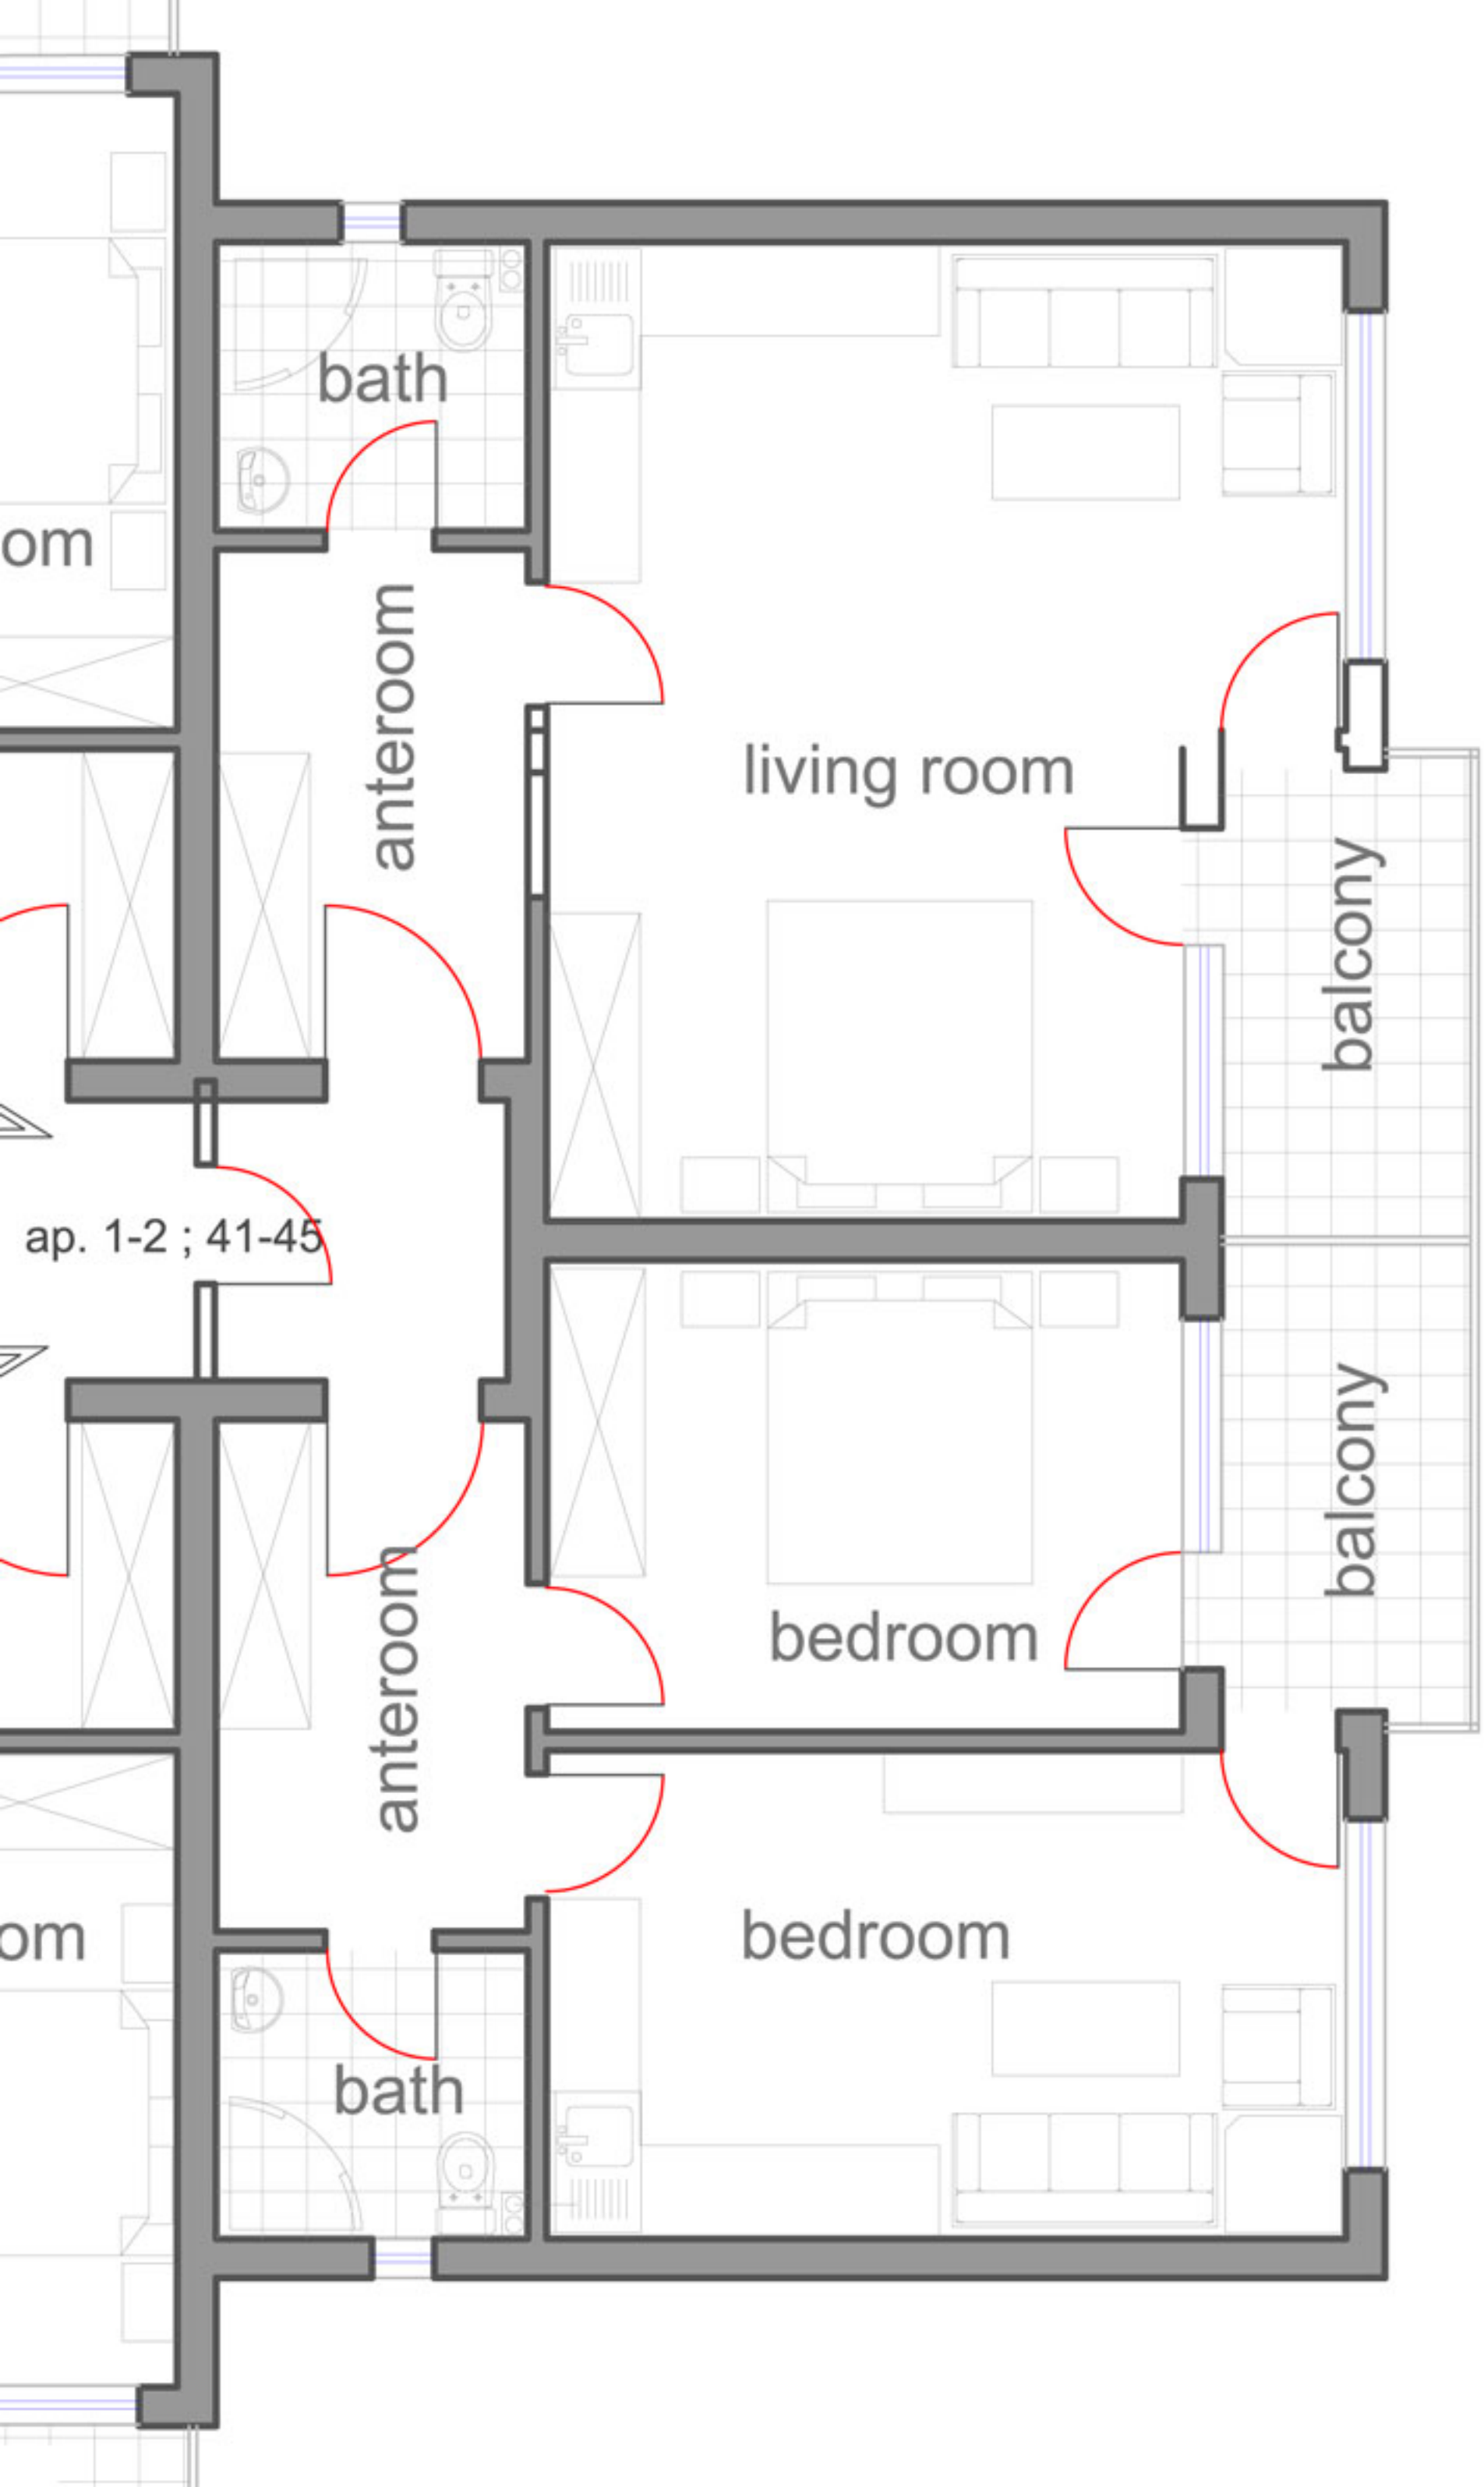 bath
om
anteroom
living room
balcony
ap. 1-2 ; 41-45
balcony
anteroom
bedroom
om
bedroom
bath